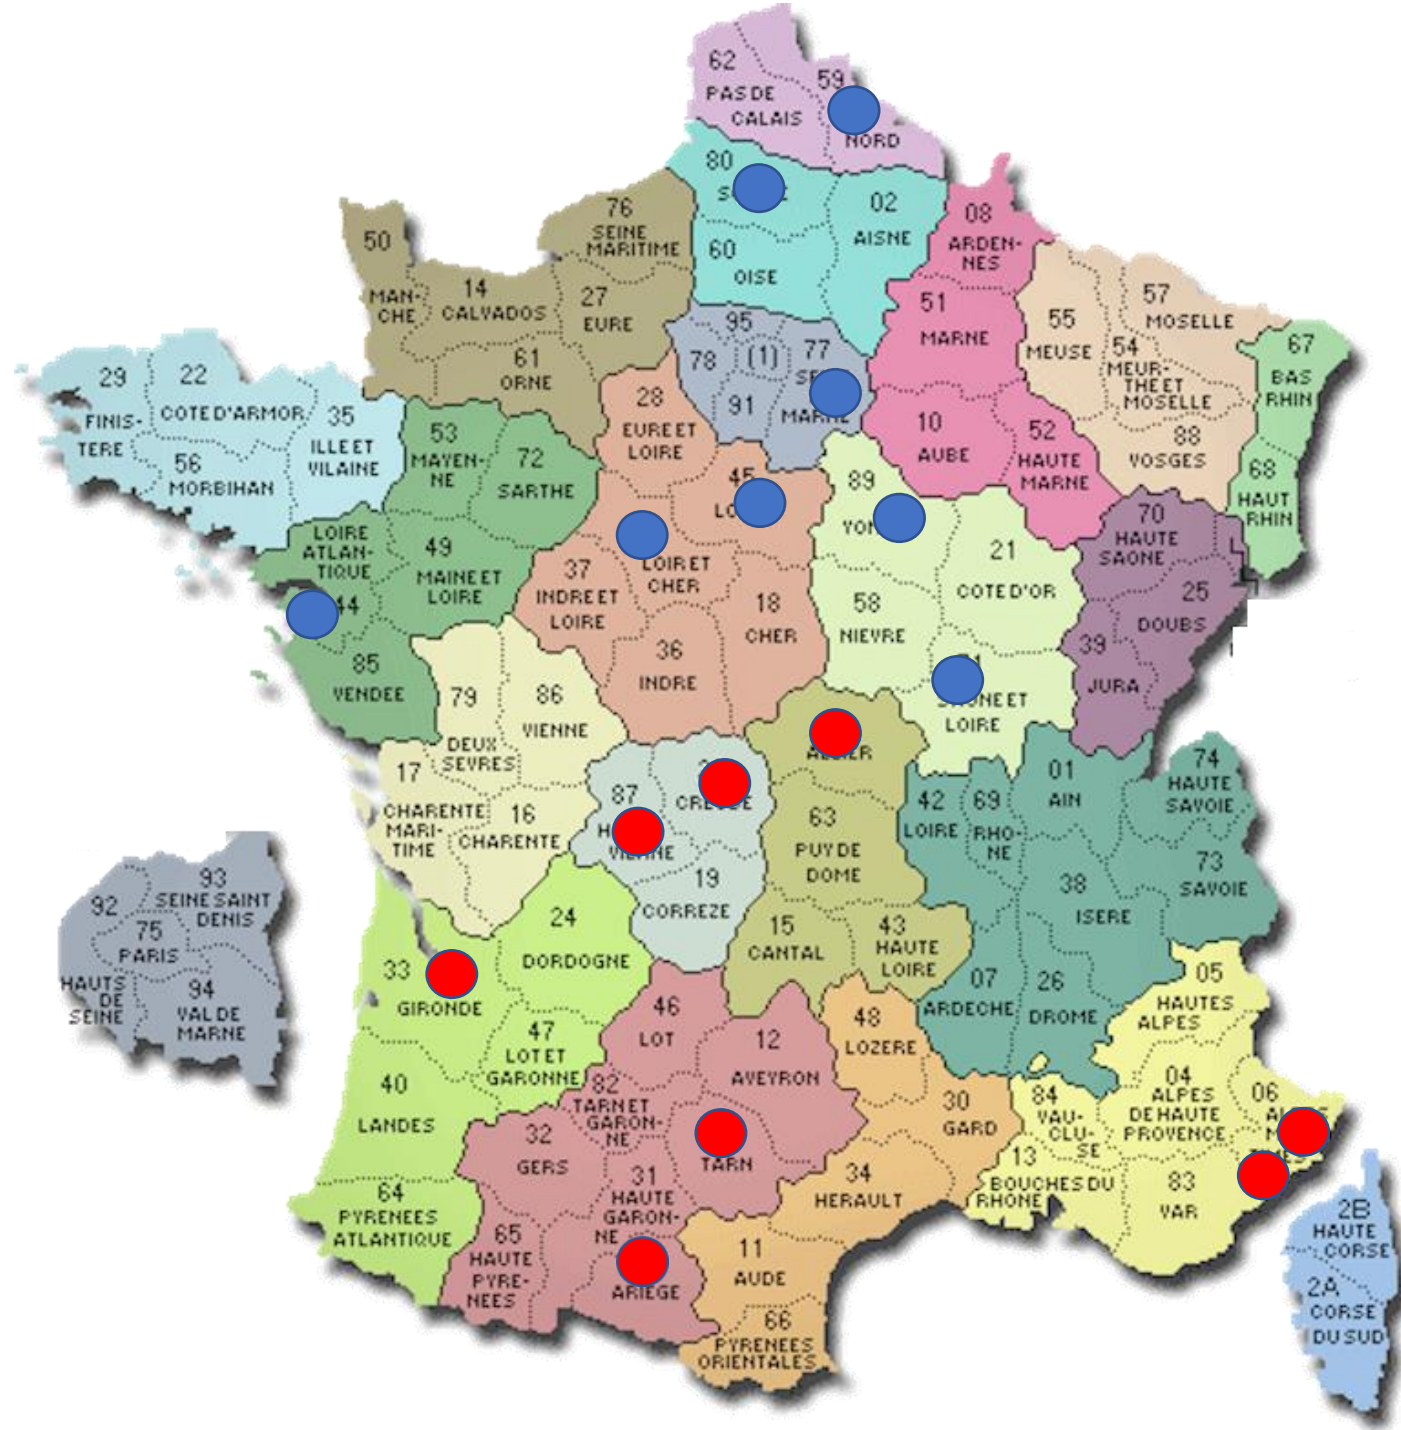 62
PAS DE
CALAIS
59
NORD
80
02
AISNE
60
OISE
76
SEINE
MARITIME
50
MAN-
CHE
14
CALVADOS
27
EURE
61
ORNE
08
ARDEN-
NES
51
MARNE
10
AUBE
52
HAUTE
MARNE
55
MEUSE
57
MOSELLE
54
MEUR-
THE ET
MOSELLE
88
VOSGES
67
BAS
RHIN
68
HAUT
RHIN
95
78
(1)
77
91
MARNE
29
FINIS-
TERE
22
COTE D'ARMOR
35
ILLE ET
VILAINE
56
MORBIHAN
53
MAYEN-
NE
72
SARTHE
LOIRE
ATLAN-
TIQUE
44
49
MAINE ET
LOIRE
85
VENDEE
28
EURE ET
LOIRE
45
LOIR ET
CHER
37
INDRE ET
LOIRE
18
CHER
36
INDRE
89
21
COTE D'OR
58
NIEVRE
LOIRE
70
HAUTE
SAONE
25
DOUBS
39
JURA
79
DEUX
SEVRES
86
VIENNE
17
CHARENTE
MARI-
TIME
16
CHARENTE
87
19
CORREZE
63
PUY DE
DOME
15
CANTAL
43
HAUTE
LOIRE
42
LOIRE
69
RHO-
NE
01
AIN
74
HAUTE
SAVOIE
73
SAVOIE
38
ISERE
07
ARDECHE
26
DROME
92
HAUTS
DE
SEINE
93
SEINE SAINT
DENIS
75
PARIS
94
VAL DE
MARNE
33
GIRONDE
24
DORDOGNE
47
LOT ET
GARONNE
40
LANDES
64
PYRENEES
ATLANTIQUE
46
LOT
12
AVEYRON
82
TARN ET
GARON-
NE
32
GERS
TARN
31
HAUTE
GARON-
NE
65
HAUTE
PYRE-
NEES
ARIEGE
48
LOZERE
30
GARD
34
HERAULT
11
AUDE
66
PYRENEES
ORIENTALES
05
HAUTES
ALPES
04
ALPES
DE HAUTE
PROVENCE
06
84
VAU-
CLU-
SE
13
BOUCHES DU
RHONE
83
VAR
2B
HAUTE
CORSE
2A
CORSE
DU SUD